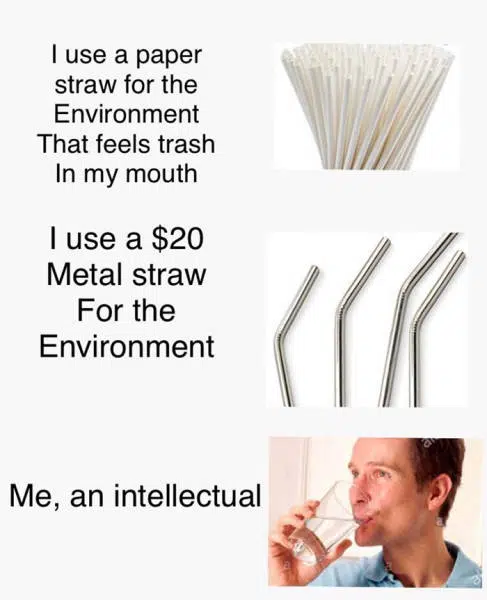 I use a paper
straw for the
Environment
That feels trash
In my mouth
I use a $20
Metal straw
For the
Environment
Me, an intellectual